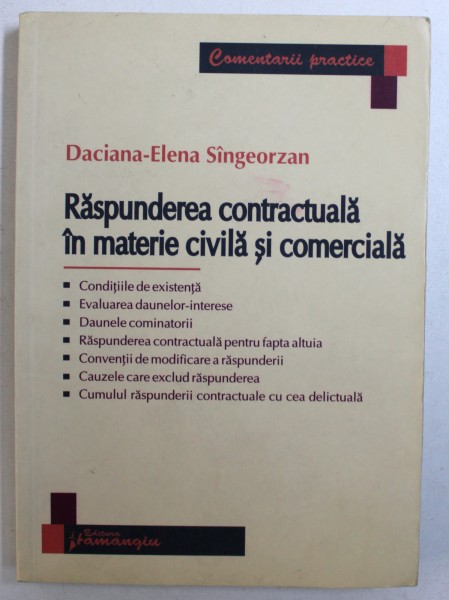 Comentarii practice
Daciana-Elena Sîngeorzan
Răspunderea contractuală
în materie civilă şi comercială
▪ Condiţiile de existenţă
▪ Evaluarea daunelor-interese
▪ Daunele cominatorii
▪ Răspunderea contractuală pentru fapta altuia
▪ Convenţii de modificare a răspunderii
▪ Cauzele care exclud răspunderea
▪ Cumulul răspunderii contractuale cu cea delictuală
Editura
Hamangiu